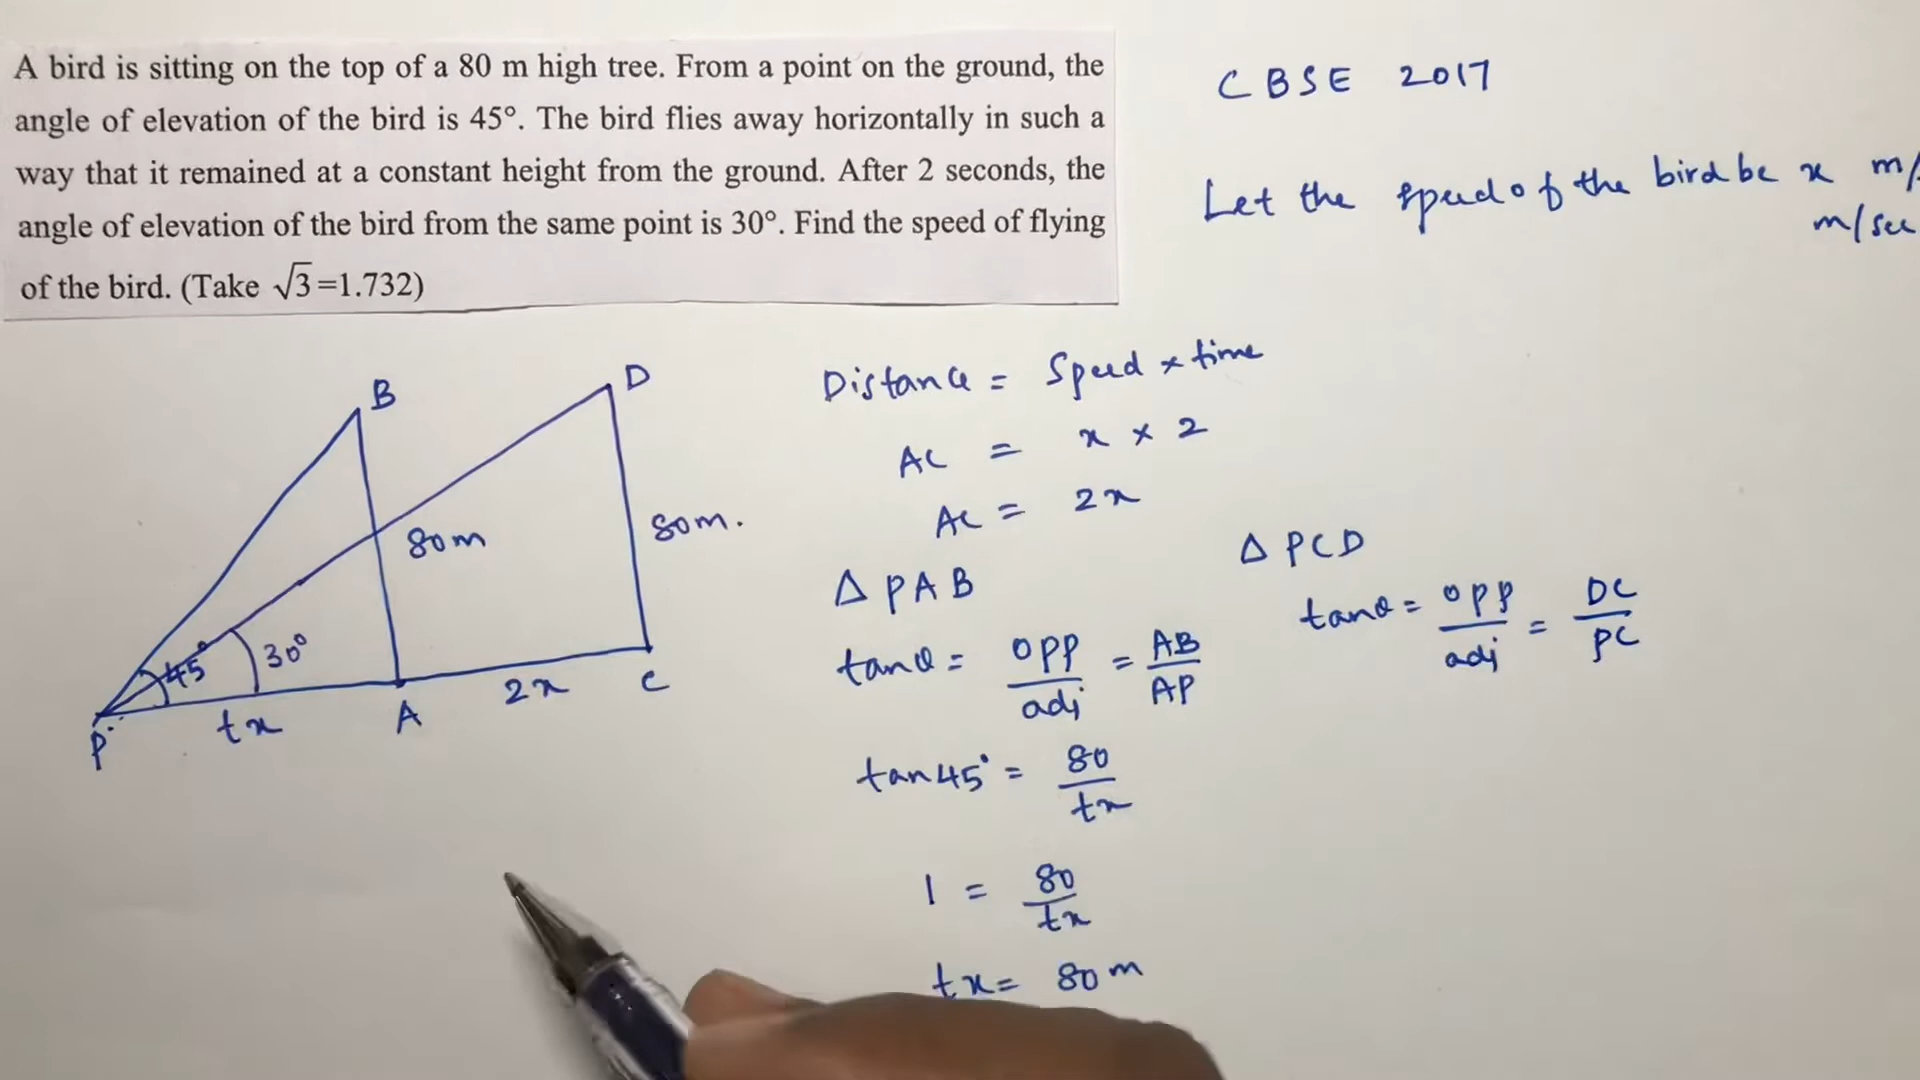 A bird is sitting on the top of a 80 m high tree. From a point on the ground, the
angle of elevation of the bird is 45°. The bird flies away horizontally in such a
way that it remained at a constant height from the ground. After 2 seconds, the
angle of elevation of the bird from the same point is 30°. Find the speed of flying
of the bird. (Take √3=1.732)
CBSE 2017
Let the speed of the bird be x m/
m/sec
B
D
80m
80m.
45°
30°
P
tx
A
2x
C
Distance = Speed × time
AC = x × 2
AC = 2x
Δ PAB
tanθ = opp/adj = AB/AP
tan45° = 80/tx
1 = 80/tx
tx = 80 m
Δ PCD
tanθ = opp/adj = DC/PC